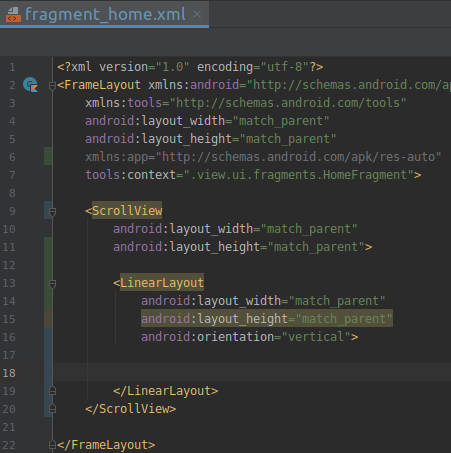 fragment_home.xml
1 <?xml version="1.0" encoding="utf-8"?>
2 <FrameLayout xmlns:android="http://schemas.android.com/ap
3 xmlns:tools="http://schemas.android.com/tools"
4 android:layout_width="match_parent"
5 android:layout_height="match_parent"
6 xmlns:app="http://schemas.android.com/apk/res-auto"
7 tools:context=".view.ui.fragments.HomeFragment">
8
9 <ScrollView
10 android:layout_width="match_parent"
11 android:layout_height="match_parent">
12
13 <LinearLayout
14 android:layout_width="match_parent"
15 android:layout_height="match_parent"
16 android:orientation="vertical">
17
18
19 </LinearLayout>
20 </ScrollView>
21
22 </FrameLayout>